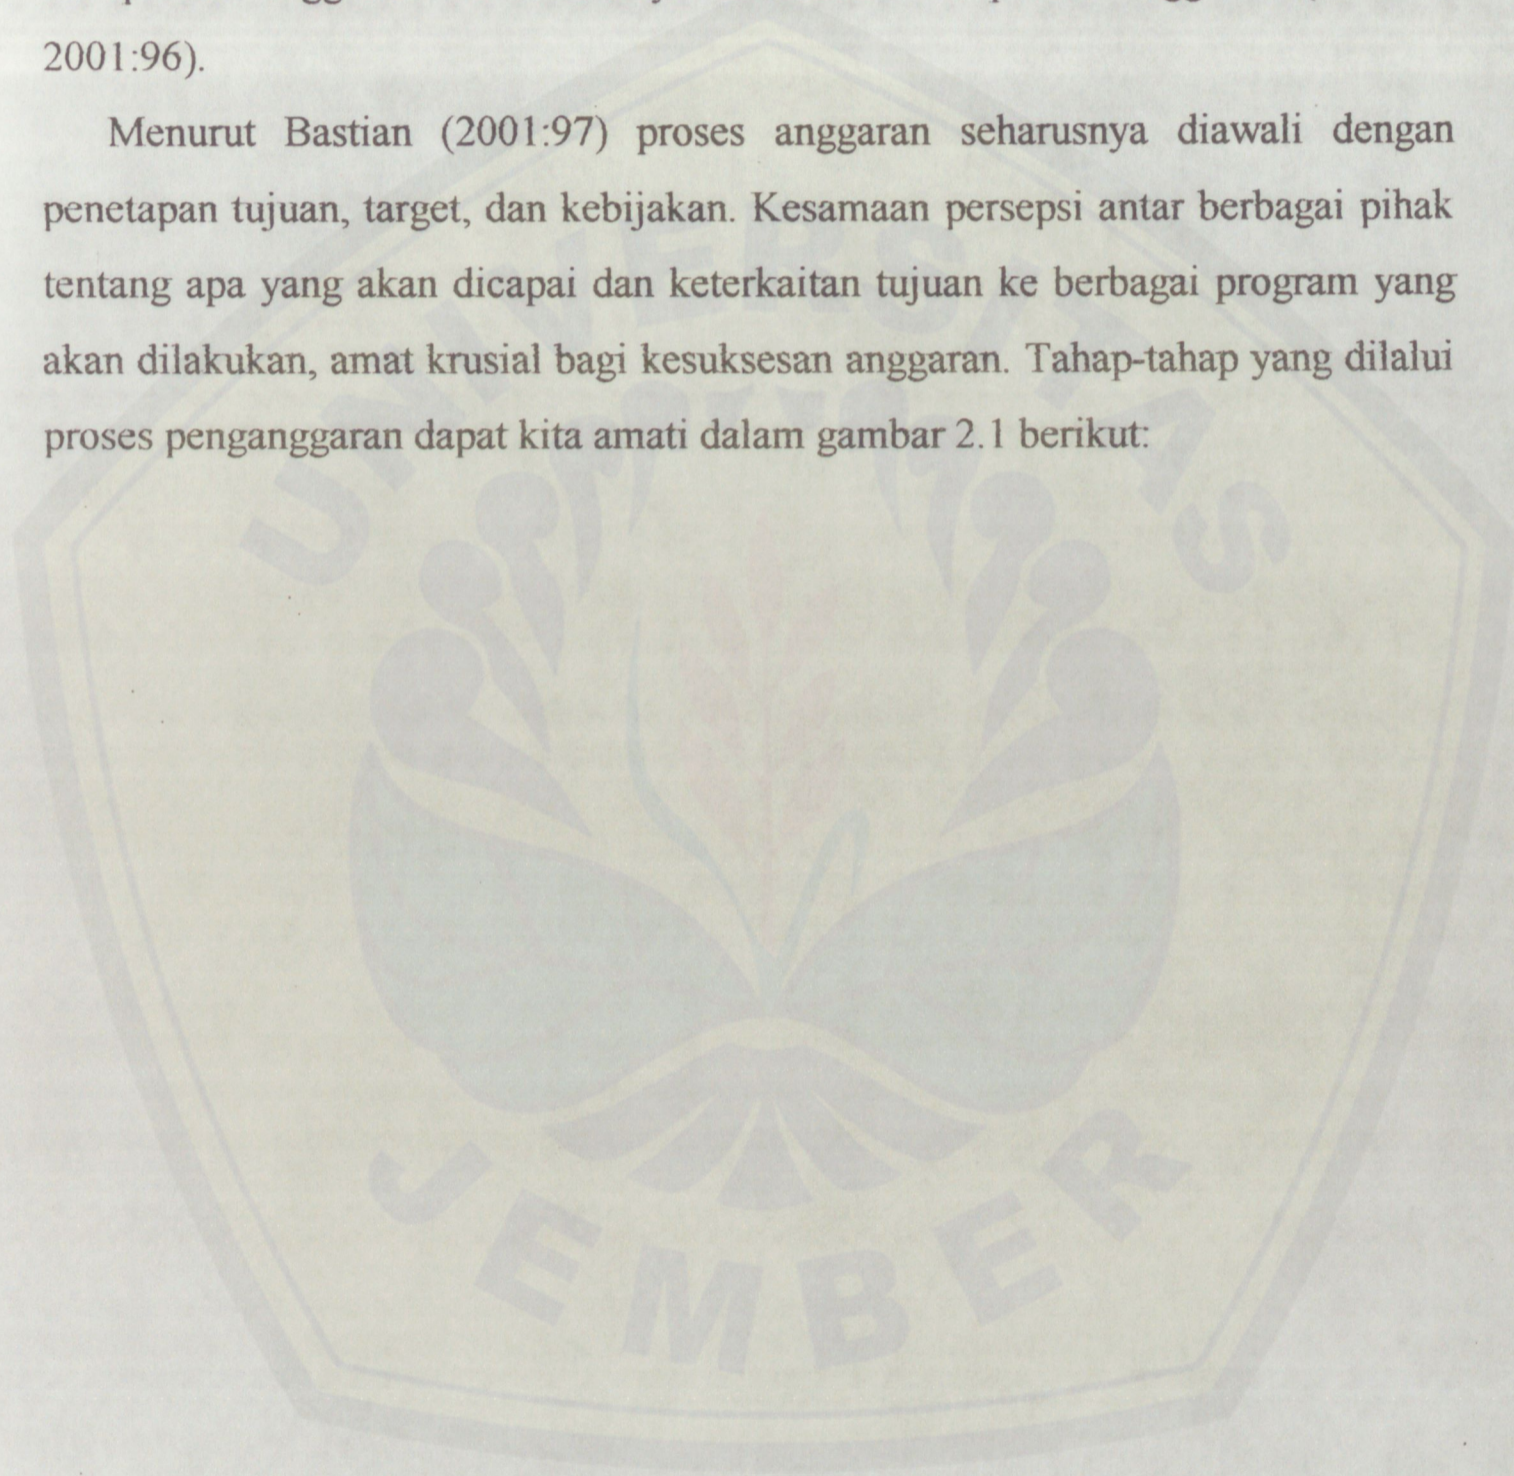 2001:96).
Menurut Bastian (2001:97) proses anggaran seharusnya diawali dengan
penetapan tujuan, target, dan kebijakan. Kesamaan persepsi antar berbagai pihak
tentang apa yang akan dicapai dan keterkaitan tujuan ke berbagai program yang
akan dilakukan, amat krusial bagi kesuksesan anggaran. Tahap-tahap yang dilalui
proses penganggaran dapat kita amati dalam gambar 2.1 berikut:
UNIVERSITAS
JEMBER